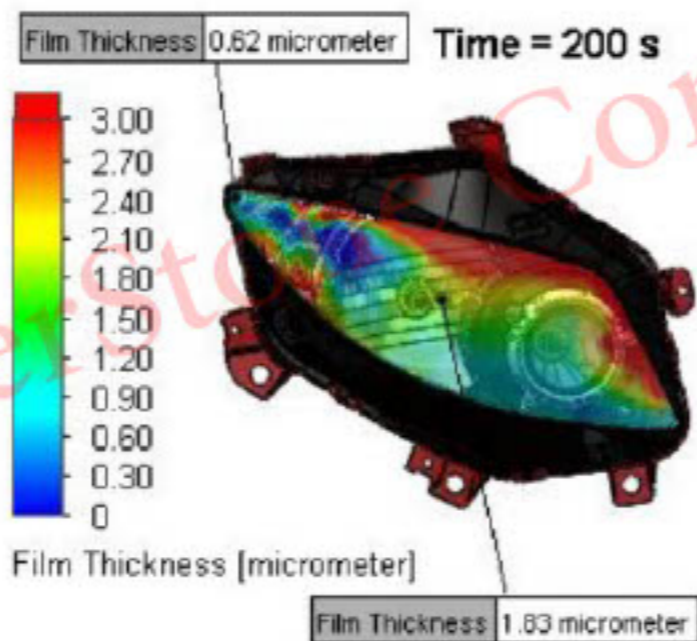 Film Thickness 0.62 micrometer
Time = 200 s
3.00
2.70
2.40
2.10
1.80
1.50
1.20
0.90
0.60
0.30
0
Film Thickness [micrometer]
Film Thickness 1.83 micrometer